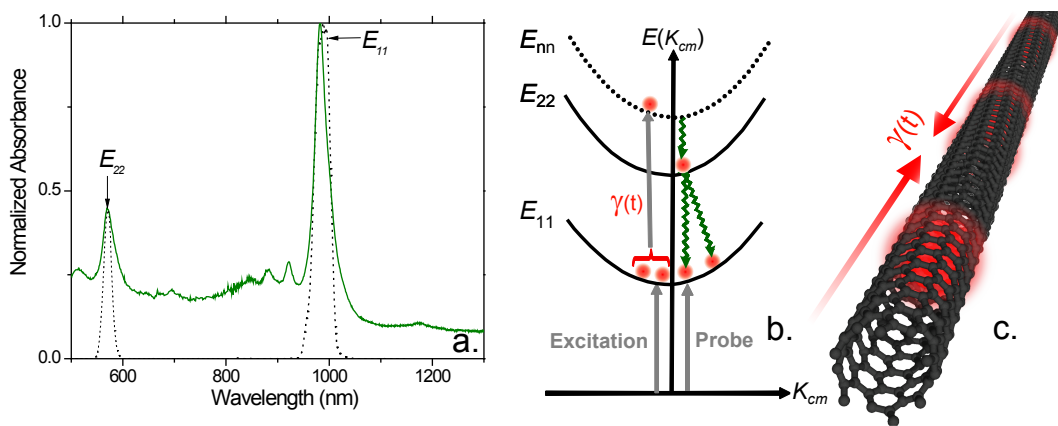 Normalized Absorbance
1.0
0.5
0.0
E22
E11
600
800
1000
1200
Wavelength (nm)
a.
Enn
E(Kcm)
E22
E11
γ(t)
Excitation
Probe
b.
Kcm
γ(t)
c.